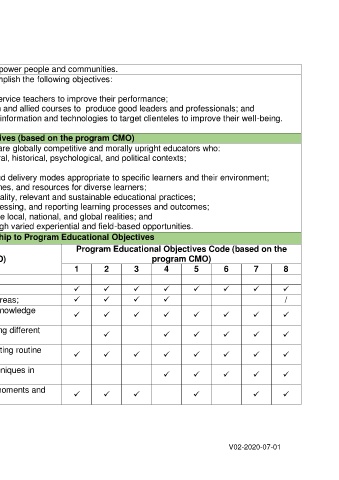 power people and communities.
mplish the following objectives:
ervice teachers to improve their performance;
and allied courses to produce good leaders and professionals; and
information and technologies to target clienteles to improve their well-being.
ives (based on the program CMO)
are globally competitive and morally upright educators who:
al, historical, psychological, and political contexts;
d delivery modes appropriate to specific learners and their environment;
nes, and resources for diverse learners;
ality, relevant and sustainable educational practices;
essing, and reporting learning processes and outcomes;
e local, national, and global realities; and
gh varied experiential and field-based opportunities.
ship to Program Educational Objectives
D) Program Educational Objectives Code (based on the
program CMO)
1 2 3 4 5 6 7 8
✓ ✓ ✓ ✓ ✓ ✓ ✓ ✓
reas; ✓ ✓ ✓ ✓ /
nowledge ✓ ✓ ✓ ✓ ✓ ✓ ✓ ✓
ng different ✓ ✓ ✓ ✓ ✓ ✓
ting routine ✓ ✓ ✓ ✓ ✓ ✓ ✓ ✓
niques in ✓ ✓ ✓ ✓ ✓
moments and ✓ ✓ ✓ ✓ ✓ ✓
V02-2020-07-01